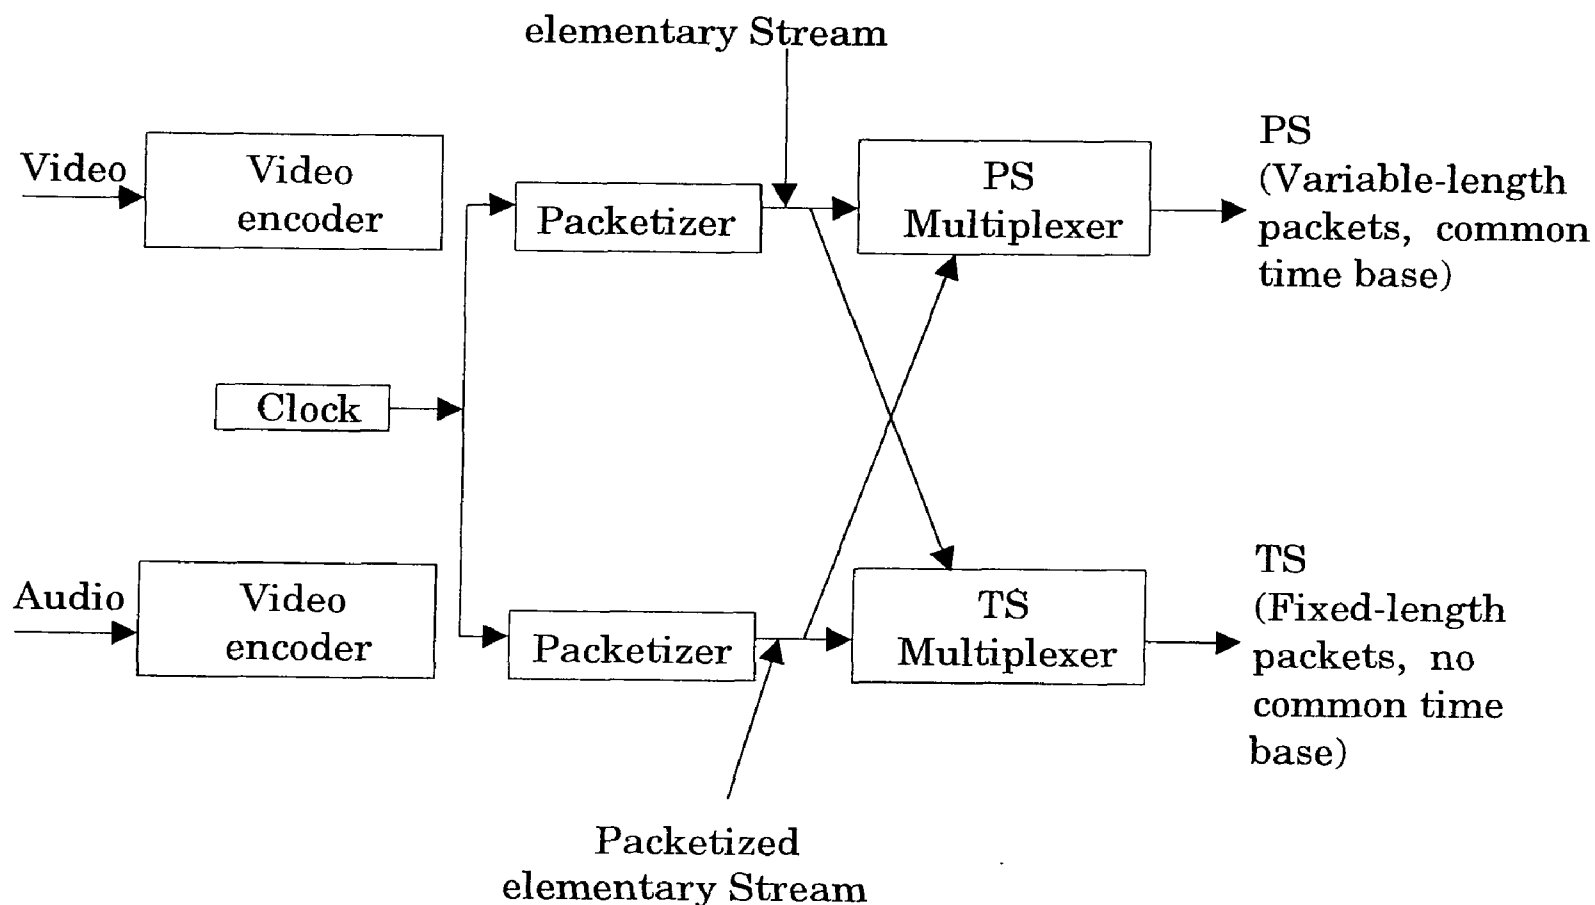 elementary Stream
Video
Video
encoder
Packetizer
PS
Multiplexer
PS
(Variable-length
packets, common
time base)
Clock
Audio
Video
encoder
Packetizer
TS
Multiplexer
TS
(Fixed-length
packets, no
common time
base)
Packetized
elementary Stream